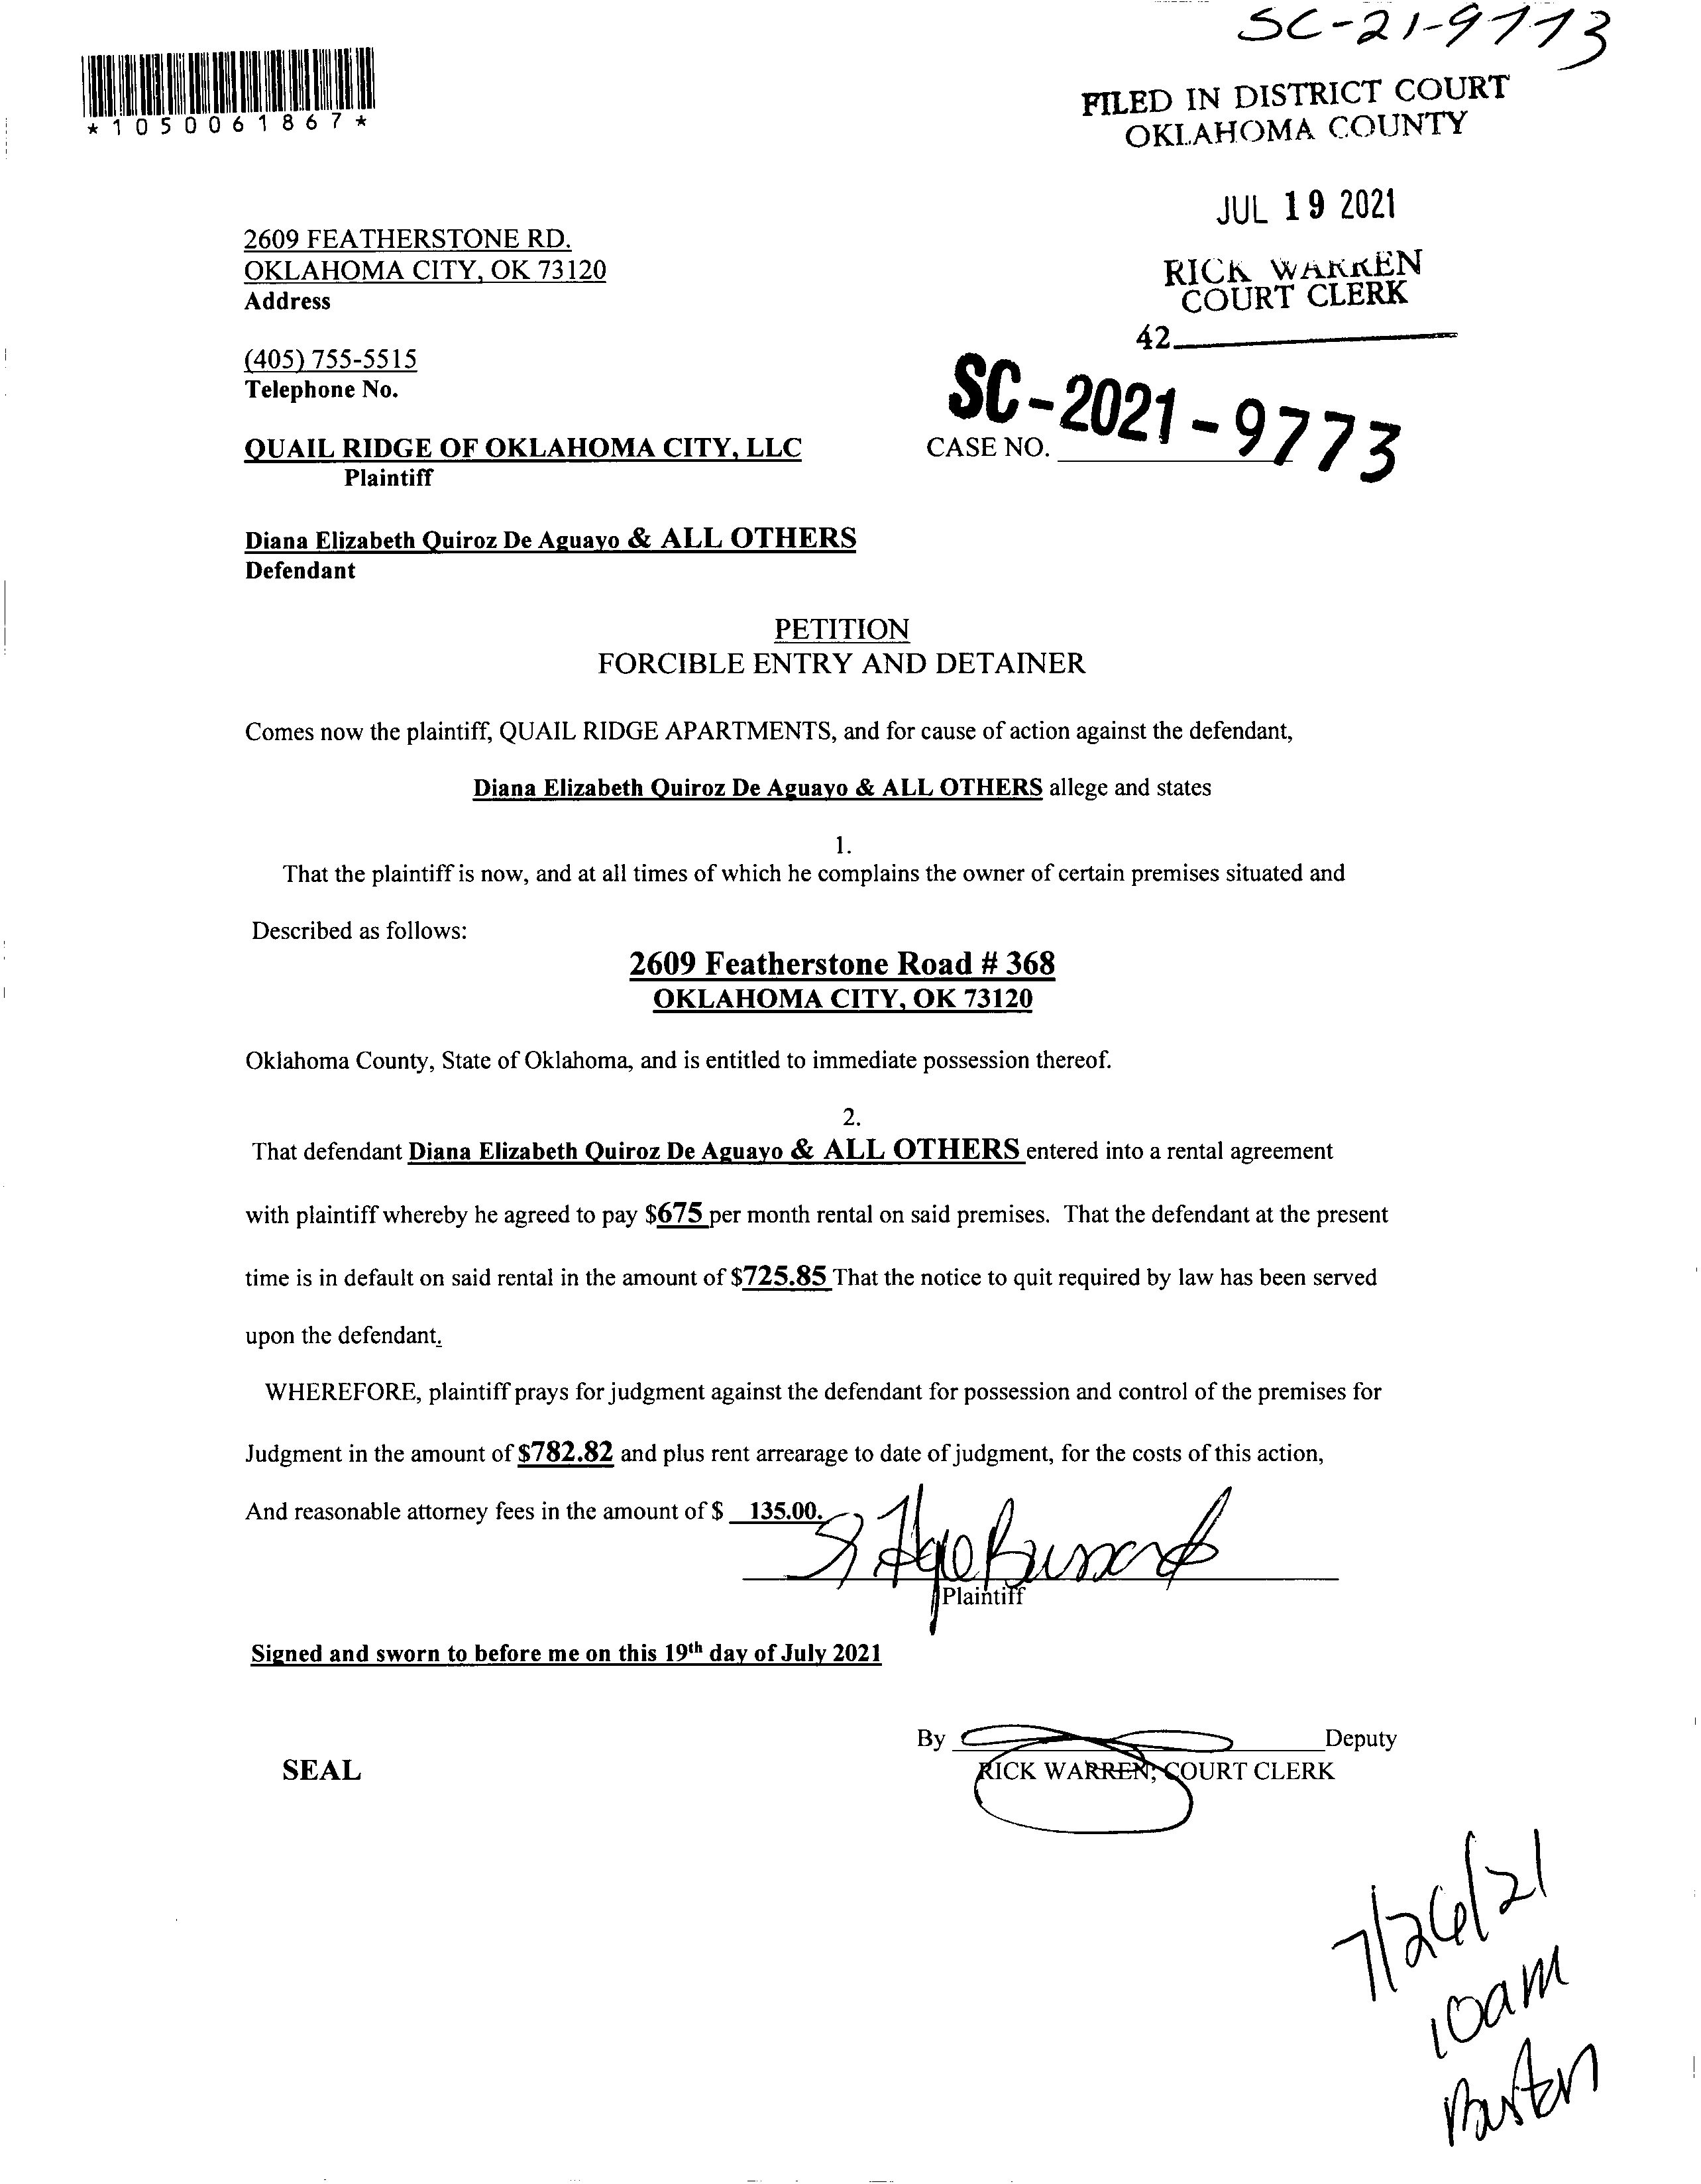 SC-21-9773
*1050061867*
FILED IN DISTRICT COURT
OKLAHOMA COUNTY
JUL 19 2021
RICK WARREN
COURT CLERK
42
2609 FEATHERSTONE RD.
OKLAHOMA CITY, OK 73120
Address
(405) 755-5515
Telephone No.
SC-2021-9773
QUAIL RIDGE OF OKLAHOMA CITY, LLC
CASE NO.
Plaintiff
Diana Elizabeth Quiroz De Aguayo & ALL OTHERS
Defendant
PETITION
FORCIBLE ENTRY AND DETAINER
Comes now the plaintiff, QUAIL RIDGE APARTMENTS, and for cause of action against the defendant,
Diana Elizabeth Quiroz De Aguayo & ALL OTHERS allege and states
1.
That the plaintiff is now, and at all times of which he complains the owner of certain premises situated and
Described as follows:
2609 Featherstone Road # 368
OKLAHOMA CITY, OK 73120
Oklahoma County, State of Oklahoma, and is entitled to immediate possession thereof.
2.
That defendant Diana Elizabeth Quiroz De Aguayo & ALL OTHERS entered into a rental agreement
with plaintiff whereby he agreed to pay $675 per month rental on said premises. That the defendant at the present
time is in default on said rental in the amount of $725.85 That the notice to quit required by law has been served
upon the defendant.
WHEREFORE, plaintiff prays for judgment against the defendant for possession and control of the premises for
Judgment in the amount of $782.82 and plus rent arrearage to date of judgment, for the costs of this action,
And reasonable attorney fees in the amount of $ 135.00.
Plaintiff
Signed and sworn to before me on this 19th day of July 2021
By Deputy
SEAL
RICK WARREN, COURT CLERK
7/26/21
10am